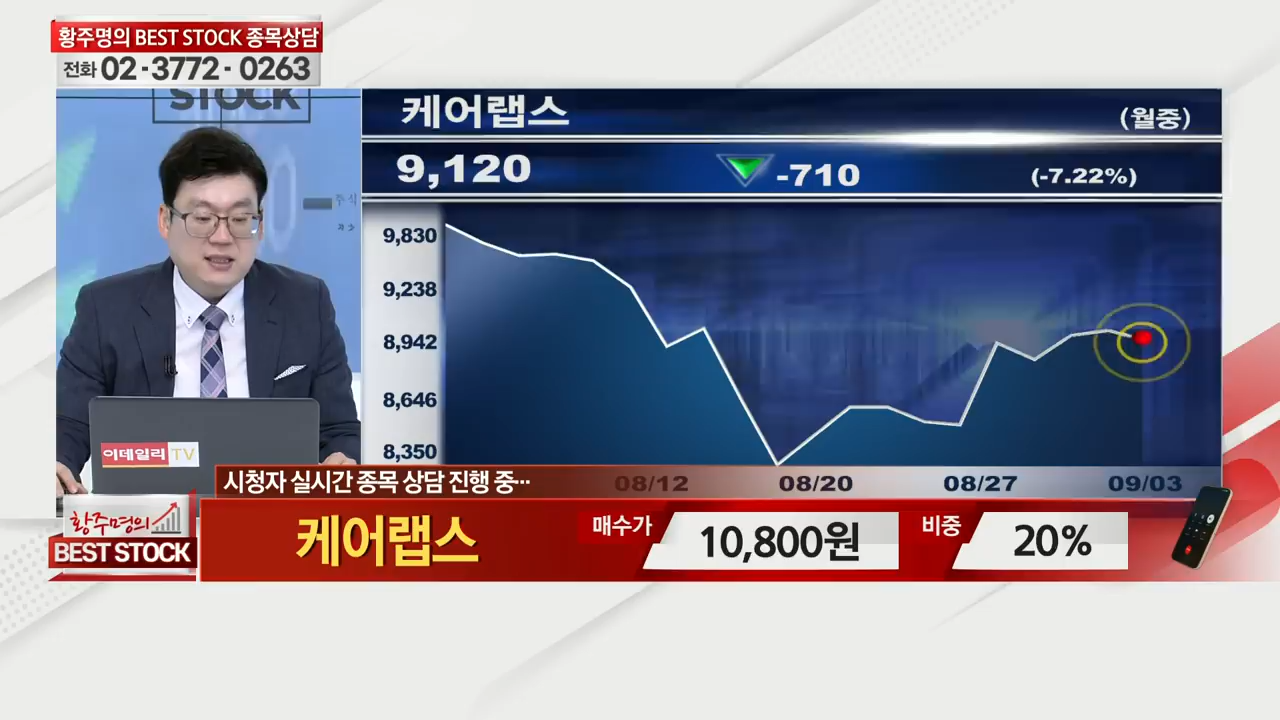 황주명의 BEST STOCK 종목상담
전화 02-3772-0263
STOCK
주식
케어랩스
(월중)
9,120
-710
(-7.22%)
9,830
9,238
8,942
8,646
8,350
08/12
08/20
08/27
09/03
이데일리 TV
시청자 실시간 종목 상담 진행 중…
황주명의
BEST STOCK
케어랩스
매수가
10,800원
비중
20%